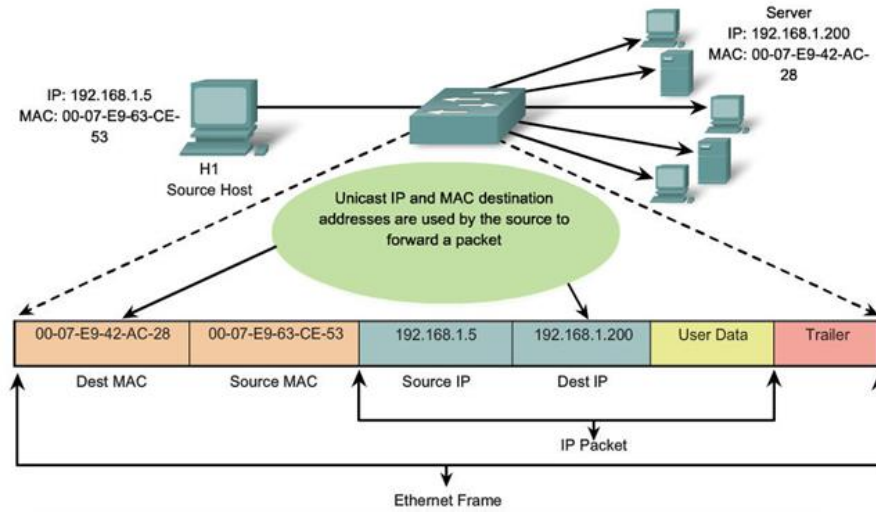 Server
IP: 192.168.1.200
MAC: 00-07-E9-42-AC-
28
IP: 192.168.1.5
MAC: 00-07-E9-63-CE-
53
H1
Source Host
Unicast IP and MAC destination
addresses are used by the source to
forward a packet
00-07-E9-42-AC-28 00-07-E9-63-CE-53 192.168.1.5 192.168.1.200 User Data Trailer
Dest MAC Source MAC Source IP Dest IP
IP Packet
Ethernet Frame